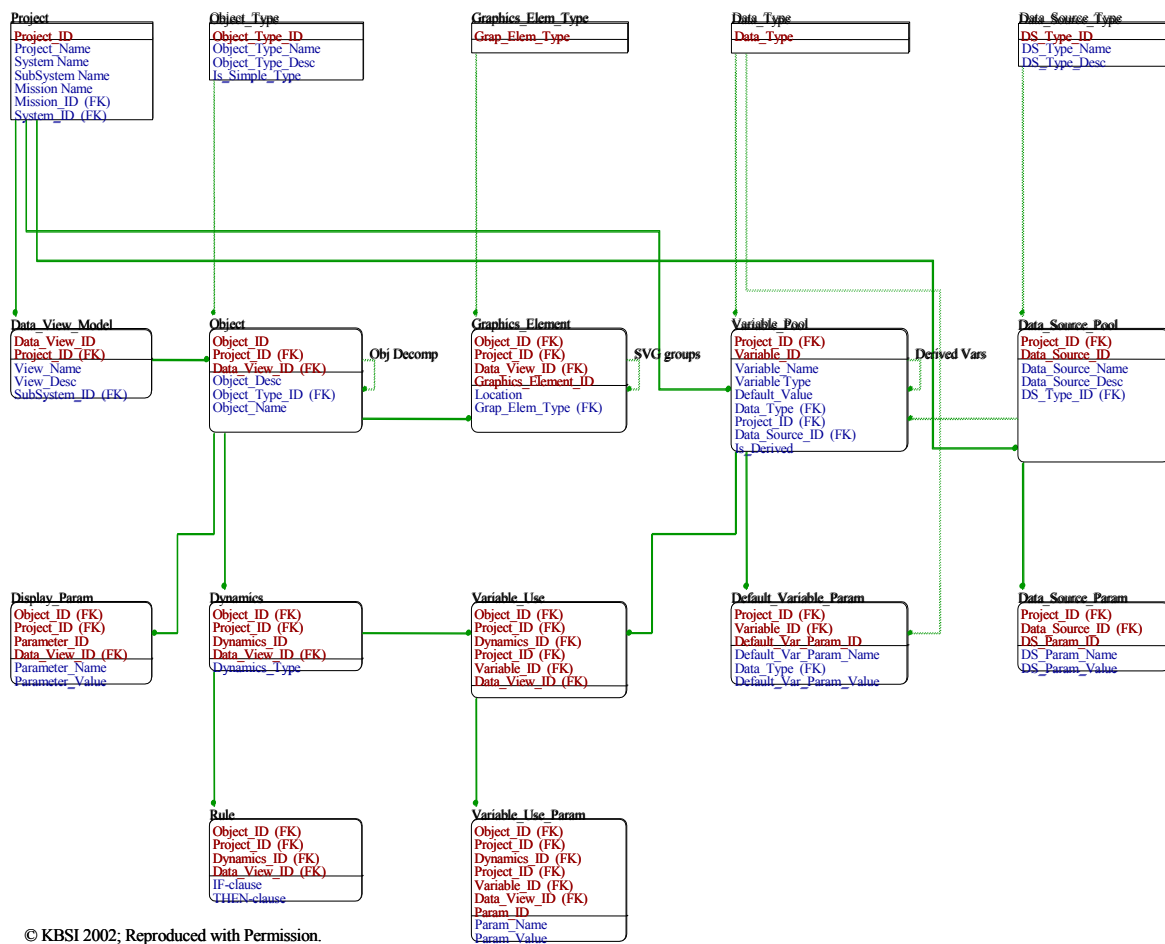 Project
Project_ID
Project_Name
System Name
SubSystem Name
Mission Name
Mission_ID (FK)
System_ID (FK)
Object_Type
Object_Type_ID
Object_Type_Name
Object_Type_Desc
Is_Simple_Type
Graphics_Elem_Type
Grap_Elem_Type
Data_Type
Data_Type
Data_Source_Type
DS_Type_ID
DS_Type_Name
DS_Type_Desc
Data_View_Model
Data_View_ID
Project_ID (FK)
View_Name
View_Desc
SubSystem_ID (FK)
Object
Object_ID
Project_ID (FK)
Data_View_ID (FK)
Object_Desc
Object_Type_ID (FK)
Object_Name
Obj Decomp
Graphics_Element
Object_ID (FK)
Project_ID (FK)
Data_View_ID (FK)
Graphics_Element_ID
Location
Grap_Elem_Type (FK)
SVG groups
Variable_Pool
Project_ID (FK)
Variable_ID
Variable_Name
Variable Type
Default_Value
Data_Type (FK)
Project_ID (FK)
Data_Source_ID (FK)
Is_Derived
Derived Vars
Data_Source_Pool
Project_ID (FK)
Data_Source_ID
Data_Source_Name
Data_Source_Desc
DS_Type_ID (FK)
Display_Param
Object_ID (FK)
Project_ID (FK)
Parameter_ID
Data_View_ID (FK)
Parameter_Name
Parameter_Value
Dynamics
Object_ID (FK)
Project_ID (FK)
Dynamics_ID
Data_View_ID (FK)
Dynamics_Type
Variable_Use
Object_ID (FK)
Project_ID (FK)
Dynamics_ID (FK)
Project_ID (FK)
Variable_ID (FK)
Data_View_ID (FK)
Default_Variable_Param
Project_ID (FK)
Variable_ID (FK)
Default_Var_Param_ID
Default_Var_Param_Name
Data_Type (FK)
Default_Var_Param_Value
Data_Source_Param
Project_ID (FK)
Data_Source_ID (FK)
DS_Param_ID
DS_Param_Name
DS_Param_Value
Rule
Object_ID (FK)
Project_ID (FK)
Dynamics_ID (FK)
Data_View_ID (FK)
IF-clause
THEN-clause
Variable_Use_Param
Object_ID (FK)
Project_ID (FK)
Dynamics_ID (FK)
Project_ID (FK)
Variable_ID (FK)
Data_View_ID (FK)
Param_ID
Param_Name
Param_Value
© KBSI 2002; Reproduced with Permission.